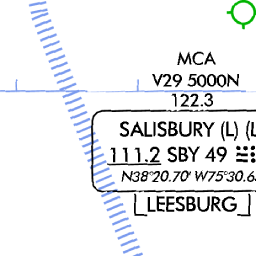 MCA
V29 5000N
122.3
SALISBURY (L) (L
111.2 SBY 49
N38°20.70' W75°30.6
LEESBURG